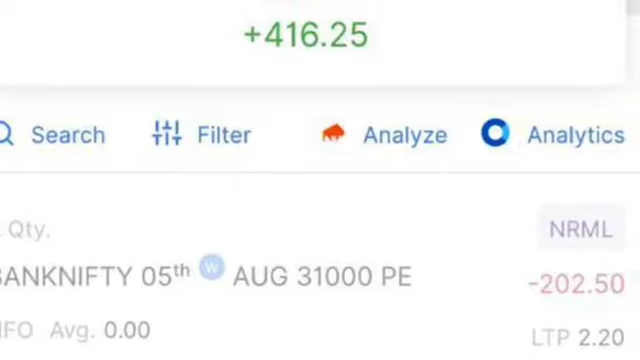 +416.25
Search Filter Analyze Analytics
Qty. NRML
BANKNIFTY 05th W AUG 31000 PE -202.50
NFO Avg. 0.00 LTP 2.20